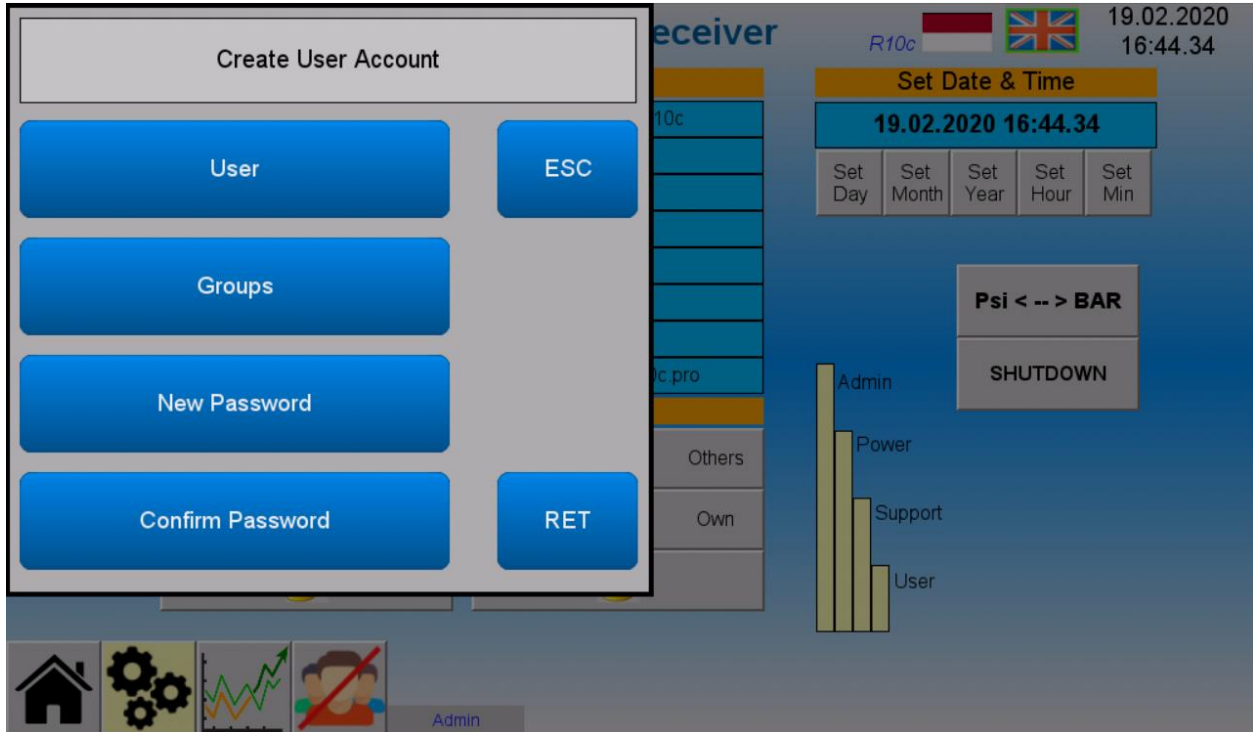 Create User Account
User
ESC
Groups
New Password
Confirm Password
RET
eceiver
R10c
19.02.2020
16:44.34
10c
c.pro
Others
Own
Set Date & Time
19.02.2020 16:44.34
Set Day
Set Month
Set Year
Set Hour
Set Min
Psi < -- > BAR
SHUTDOWN
Admin
Power
Support
User
Admin